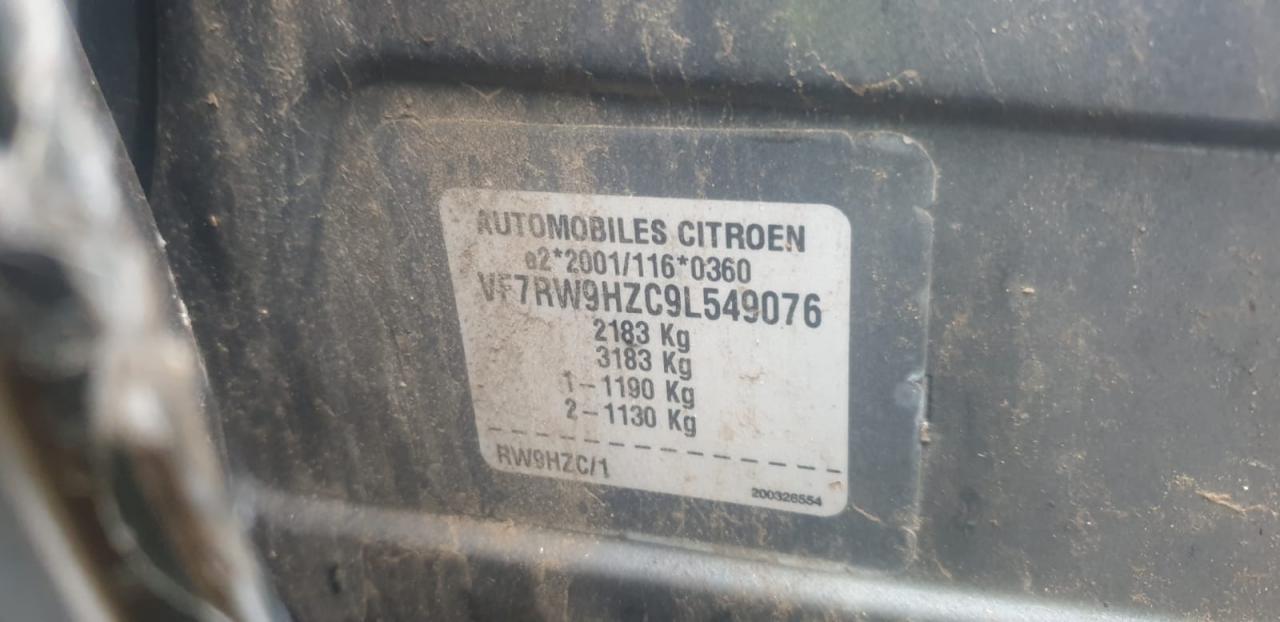 AUTOMOBILES CITROEN
e2*2001/116*0360
VF7RW9HZC9L549076
2183 Kg
3183 Kg
1-1190 Kg
2-1130 Kg
RW9HZC/1
200326554